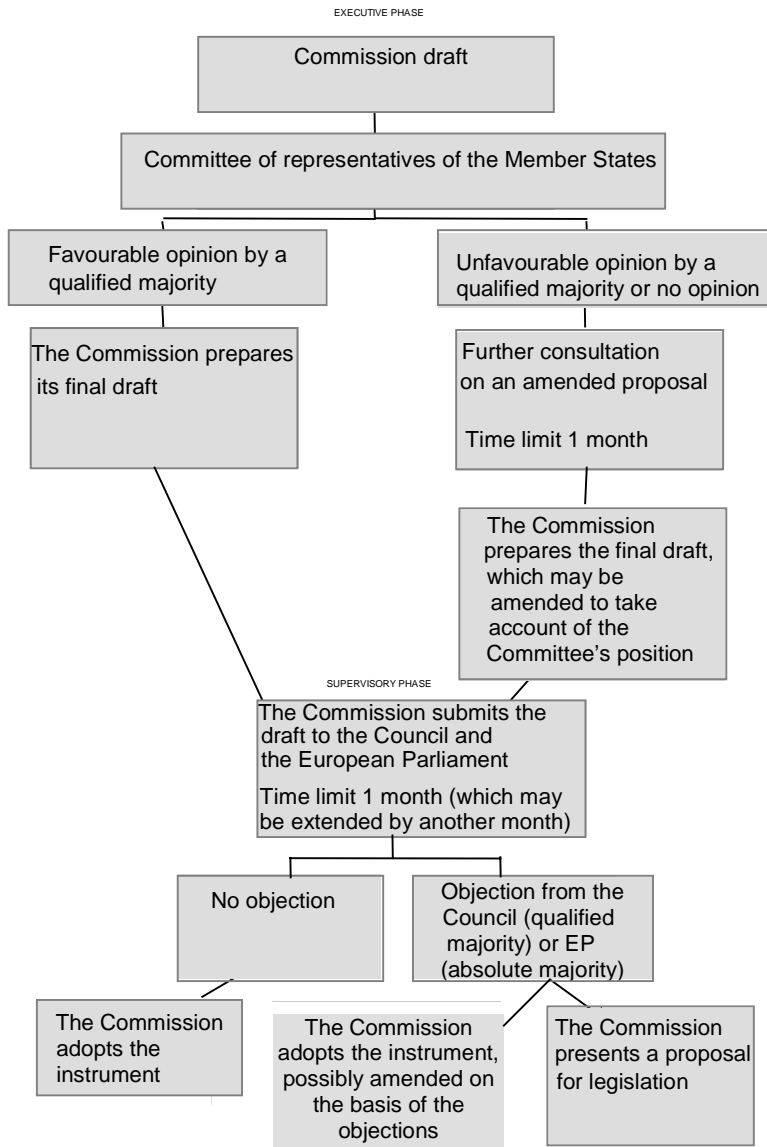 EXECUTIVE PHASE
Commission draft
Committee of representatives of the Member States
Favourable opinion by a
qualified majority
Unfavourable opinion by a
qualified majority or no opinion
The Commission prepares
its final draft
Further consultation
on an amended proposal
Time limit 1 month
The Commission
prepares the final draft,
which may be
amended to take
account of the
Committee's position
SUPERVISORY PHASE
The Commission submits the
draft to the Council and
the European Parliament
Time limit 1 month (which may
be extended by another month)
No objection
Objection from the
Council (qualified
majority) or EP
(absolute majority)
The Commission
adopts the
instrument
The Commission
adopts the instrument,
possibly amended on
the basis of the
objections
The Commission
presents a proposal
for legislation